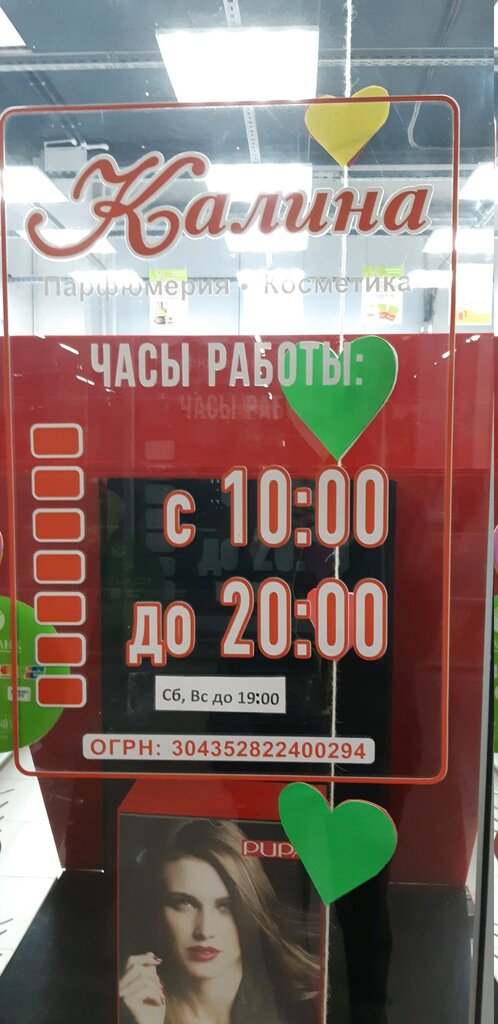 Калина
Парфюмерия • Косметика
ЧАСЫ РАБОТЫ:
с 10:00
до 20:00
Сб, Вс до 19:00
ОГРН: 304352822400294
PUPA